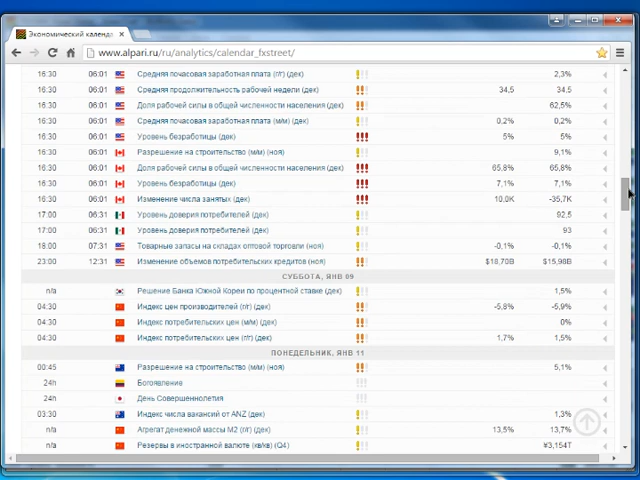 Экономический календа
www.alpari.ru/ru/analytics/calendar_fxstreet/
16:30 06:01 Средняя почасовая заработная плата (г/г) (дек) 2,3%
16:30 06:01 Средняя продолжительность рабочей недели (дек) 34,5 34.5
16:30 06:01 Доля рабочей силы в общей численности населения (дек) 62,5%
16:30 06:01 Средняя почасовая заработная плата (м/м) (дек) 0,2% 0,2%
16:30 06:01 Уровень безработицы (дек) 5% 5%
16:30 06:01 Разрешение на строительство (м/м) (ноя) 9,1%
16:30 06:01 Доля рабочей силы в общей численности населения (дек) 65,8% 65,8%
16:30 06:01 Уровень безработицы (дек) 7,1% 7,1%
16:30 06:01 Изменение числа занятых (дек) 10,0K -35,7K
17:00 06:31 Уровень доверия потребителей (дек) 92,5
17:00 06:31 Уровень доверия потребителей (дек) 93
18:00 07:31 Товарные запасы на складах оптовой торговли (ноя) -0,1% -0,1%
23:00 12:31 Изменение объемов потребительских кредитов (ноя) $18,70B $15,98B
СУББОТА, ЯНВ 09
n/a Решение Банка Южной Кореи по процентной ставке (дек) 1,5%
04:30 Индекс цен производителей (г/г) (дек) -5,8% -5,9%
04:30 Индекс потребительских цен (м/м) (дек) 0%
04:30 Индекс потребительских цен (г/г) (дек) 1,7% 1,5%
ПОНЕДЕЛЬНИК, ЯНВ 11
00:45 Разрешение на строительство (м/м) (ноя) 5,1%
24h Богоявление
24h День Совершеннолетия
03:30 Индекс числа вакансий от ANZ (дек) 1,3%
n/a Агрегат денежной массы M2 (г/г) (дек) 13,5% 13,7%
n/a Резервы в иностранной валюте (кв/кв) (Q4) ¥3,154T